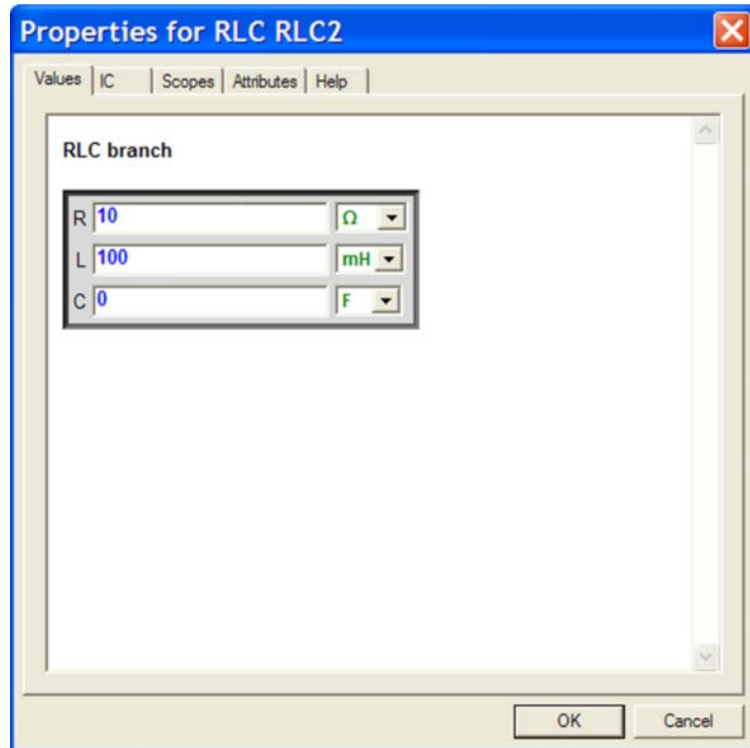 Properties for RLC RLC2
Values IC Scopes Attributes Help
RLC branch
R 10 Ω
L 100 mH
C 0 F
OK Cancel